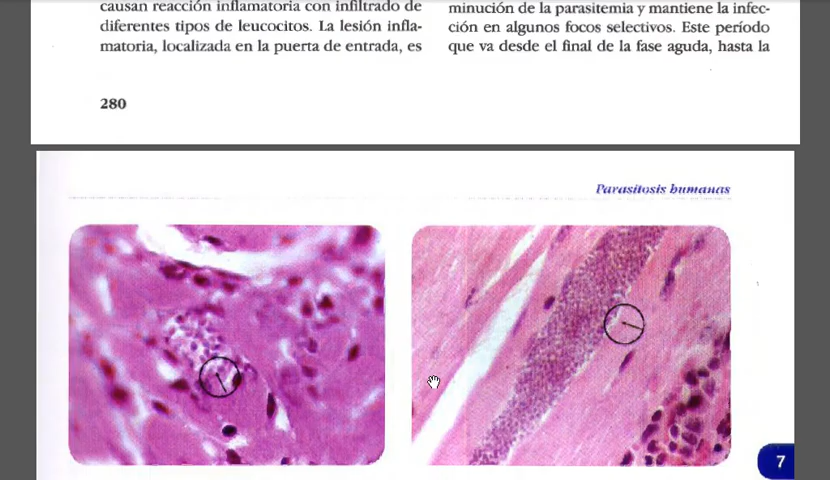 causan reacción inflamatoria con infiltrado de
diferentes tipos de leucocitos. La lesión infla-
matoria, localizada en la puerta de entrada, es
minución de la parasitemia y mantiene la infec-
ción en algunos focos selectivos. Este período
que va desde el final de la fase aguda, hasta la
280
Parasitosis humanas
7